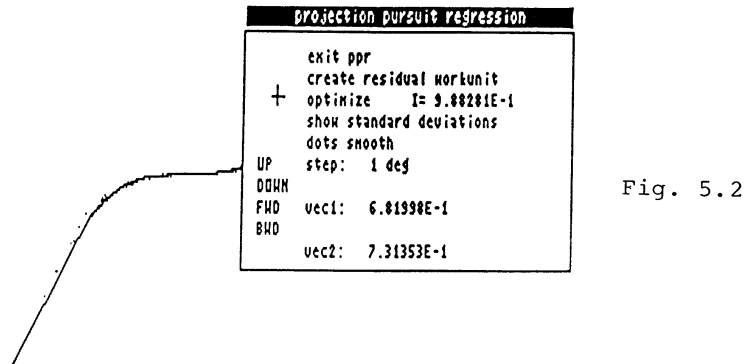 projection pursuit regression
exit ppr
create residual workunit
optimize I= 9.88281E-1
show standard deviations
dots smooth
UP step: 1 deg
DOWN
FWD vec1: 6.81998E-1
BWD
vec2: 7.31353E-1
Fig. 5.2